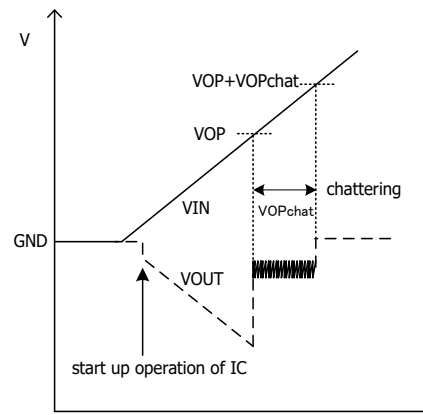 V
VOP+VOPchat
VOP
chattering
VOPchat
VIN
GND
VOUT
start up operation of IC